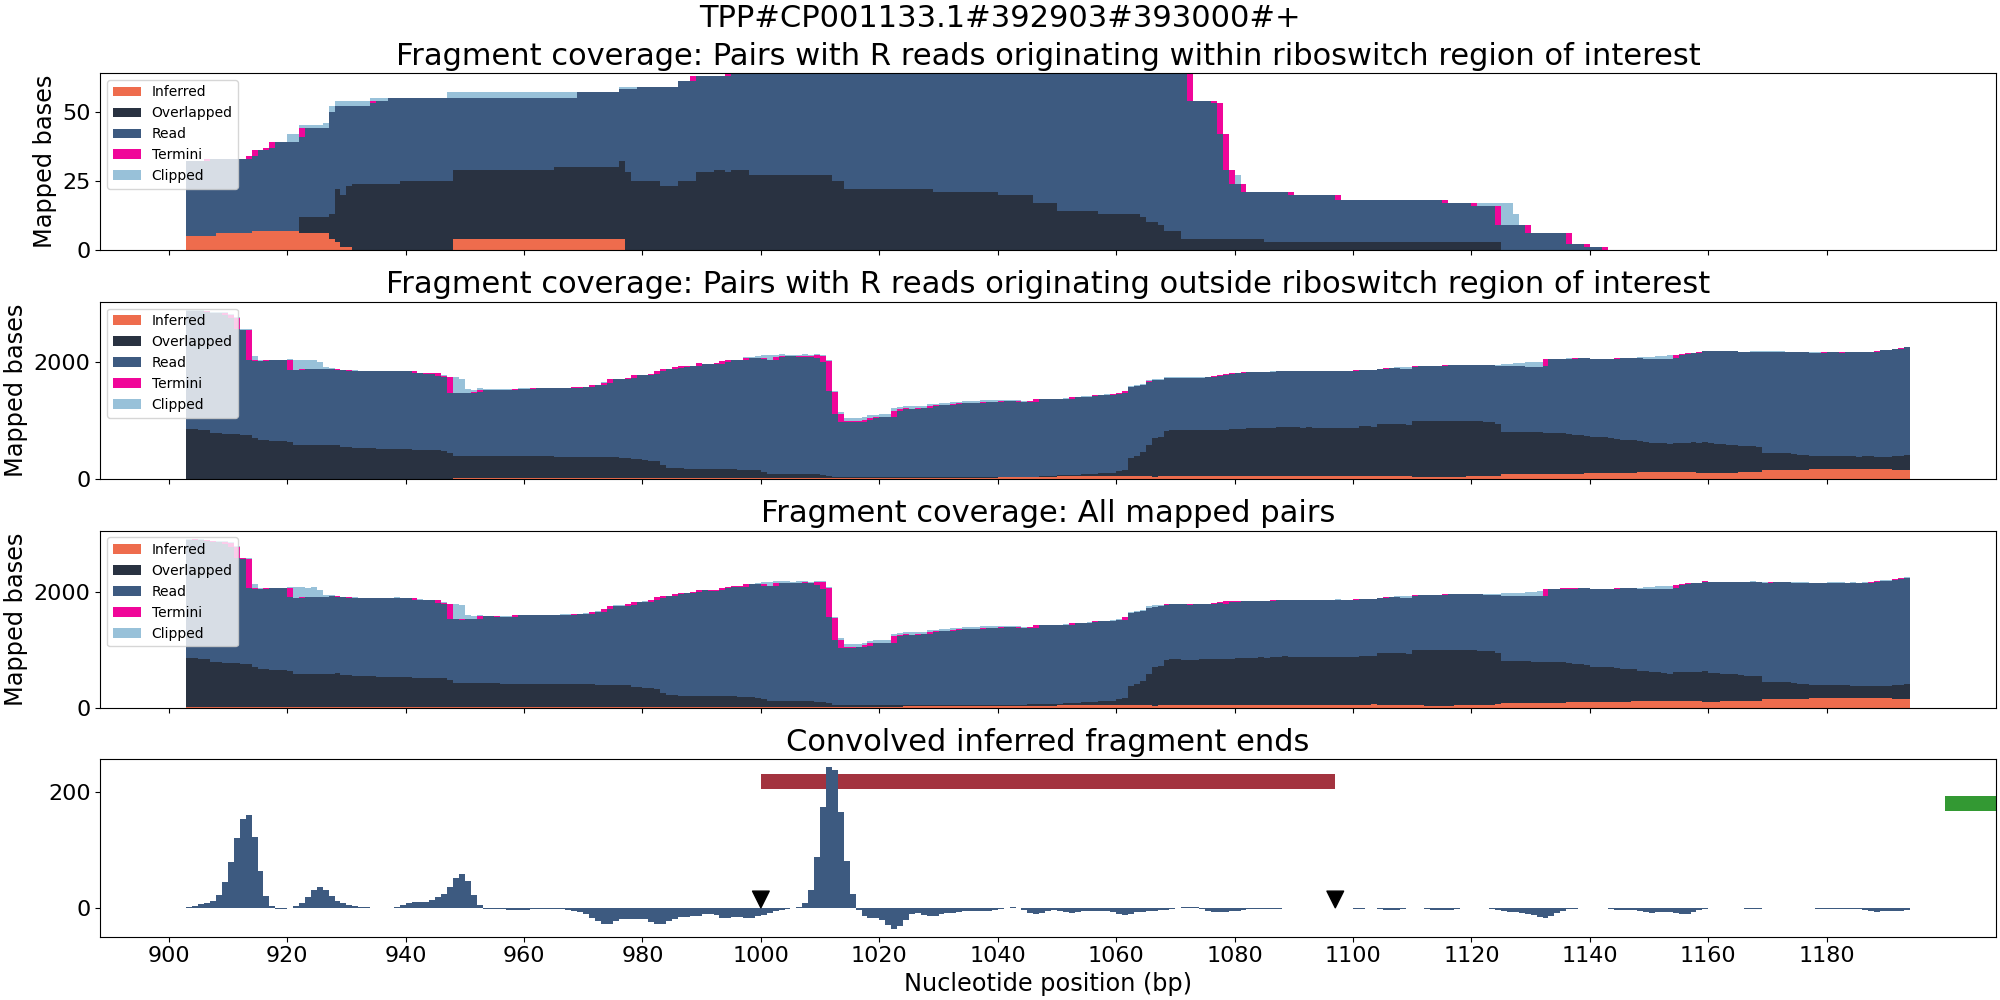 TPP#CP001133.1#392903#393000#+
Fragment coverage: Pairs with R reads originating within riboswitch region of interest
Mapped bases
50
25
0
Inferred
Overlapped
Read
Termini
Clipped
Fragment coverage: Pairs with R reads originating outside riboswitch region of interest
Mapped bases
2000
0
Inferred
Overlapped
Read
Termini
Clipped
Fragment coverage: All mapped pairs
Mapped bases
2000
0
Inferred
Overlapped
Read
Termini
Clipped
Convolved inferred fragment ends
200
0
900 920 940 960 980 1000 1020 1040 1060 1080 1100 1120 1140 1160 1180
Nucleotide position (bp)